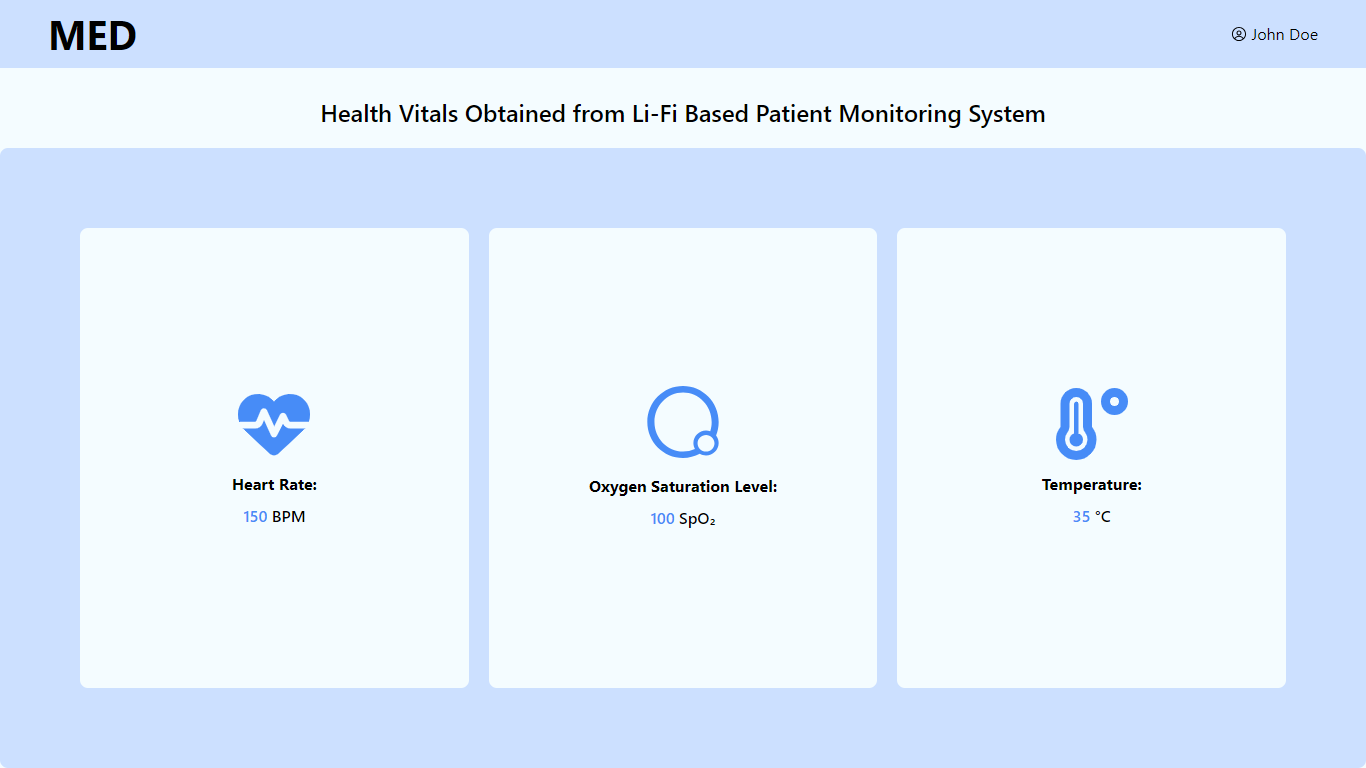 MED
John Doe
Health Vitals Obtained from Li-Fi Based Patient Monitoring System
Heart Rate:
150 BPM
Oxygen Saturation Level:
100 SpO₂
Temperature:
35 °C